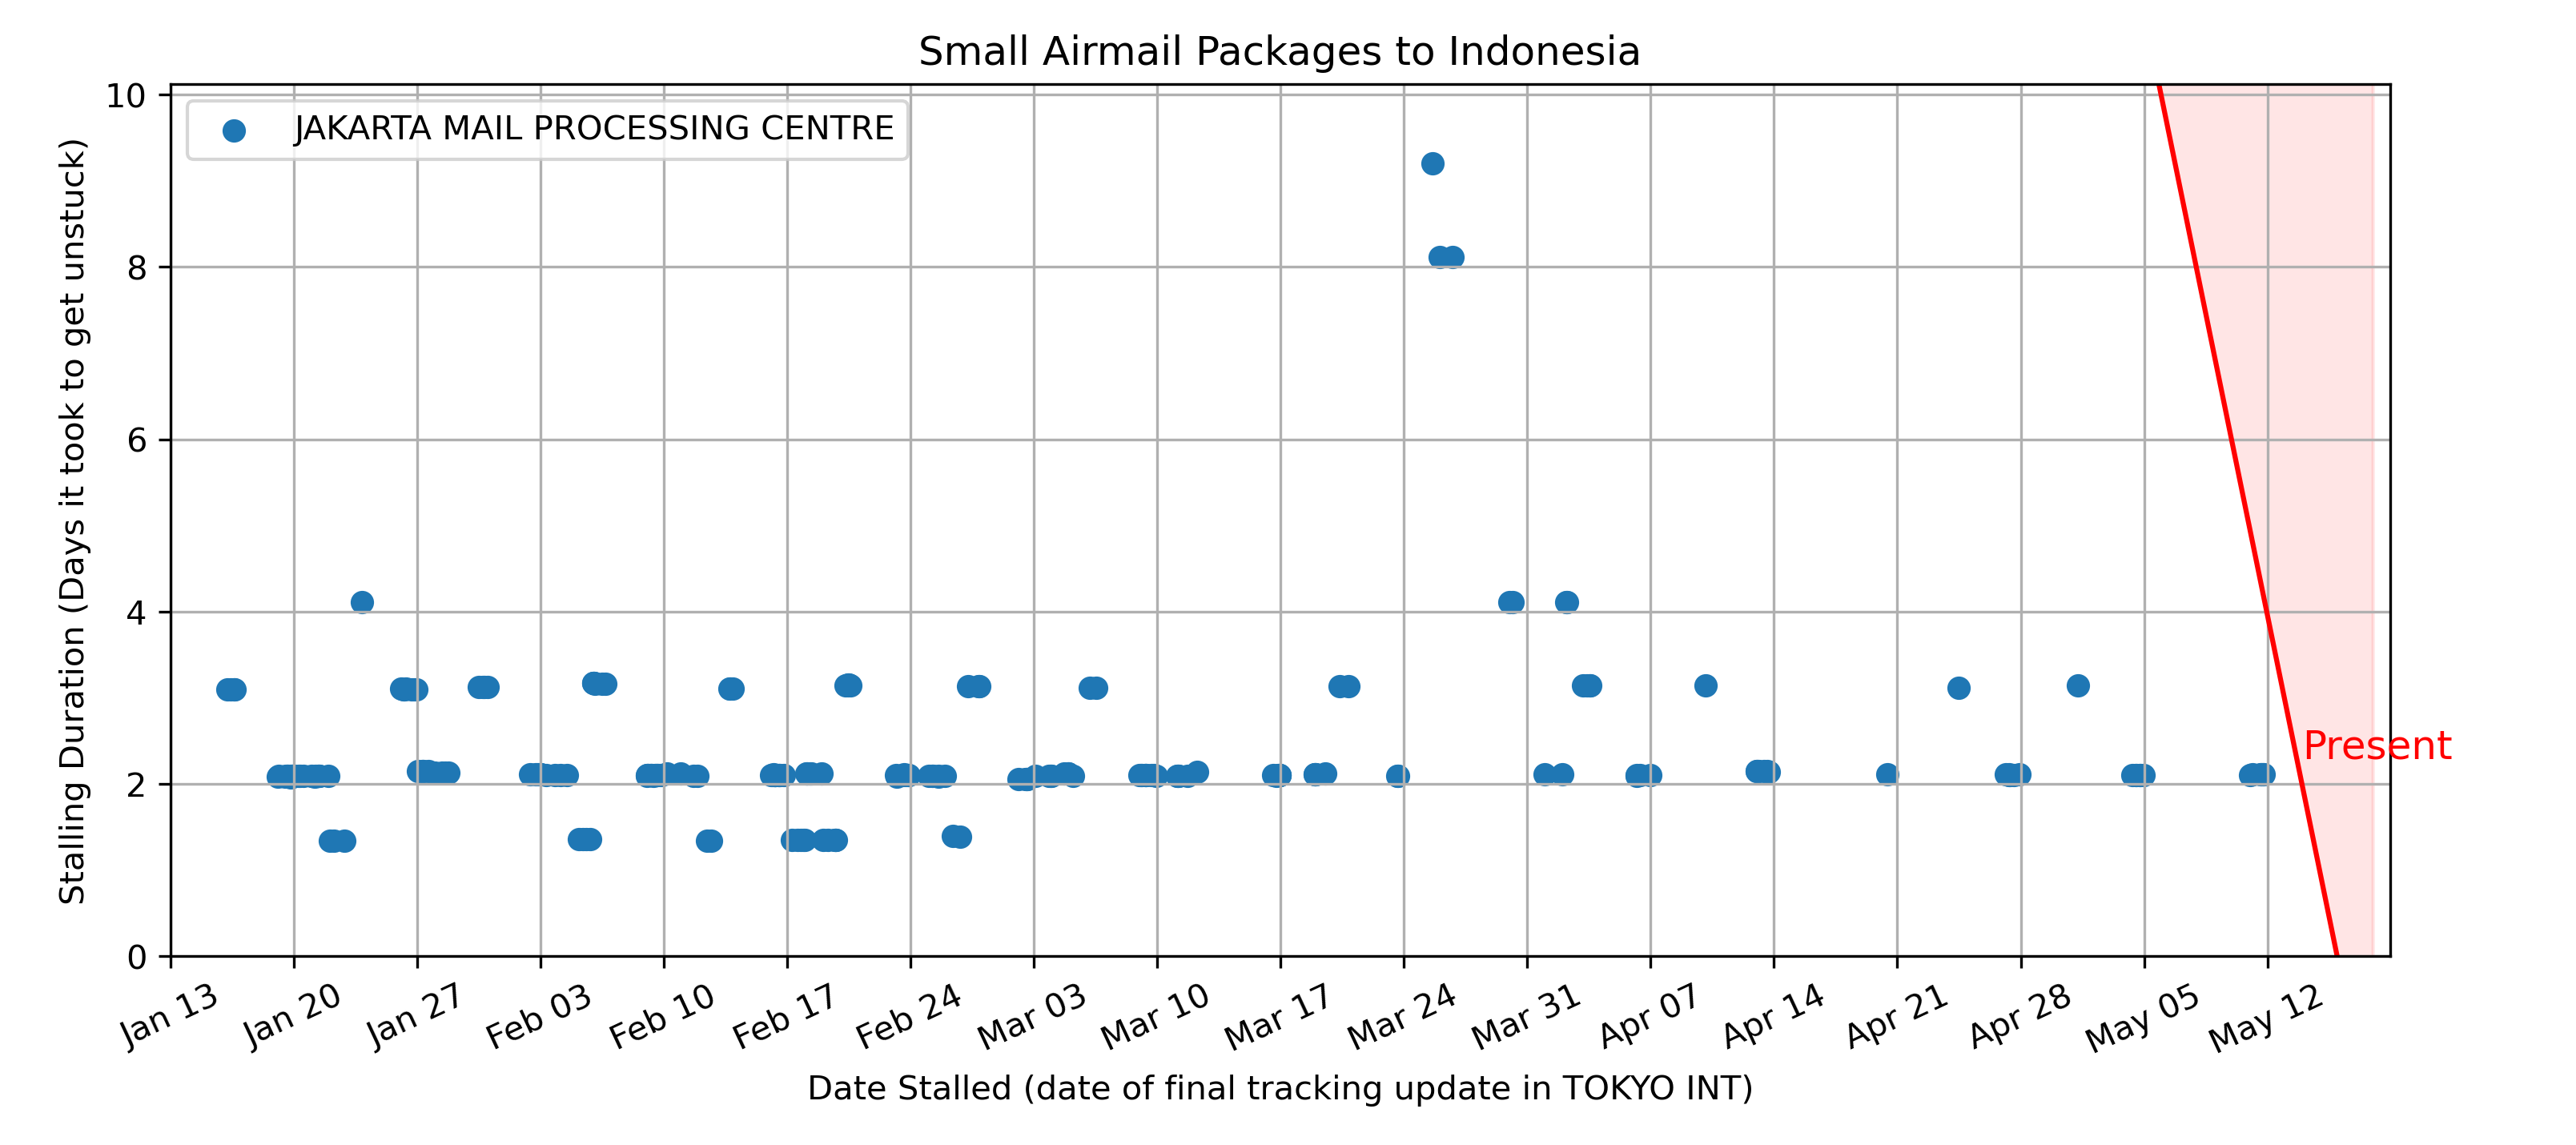 Small Airmail Packages to Indonesia
JAKARTA MAIL PROCESSING CENTRE
Stalling Duration (Days it took to get unstuck)
10
8
6
4
2
0
Present
Jan 13
Jan 20
Jan 27
Feb 03
Feb 10
Feb 17
Feb 24
Mar 03
Mar 10
Mar 17
Mar 24
Mar 31
Apr 07
Apr 14
Apr 21
Apr 28
May 05
May 12
Date Stalled (date of final tracking update in TOKYO INT)